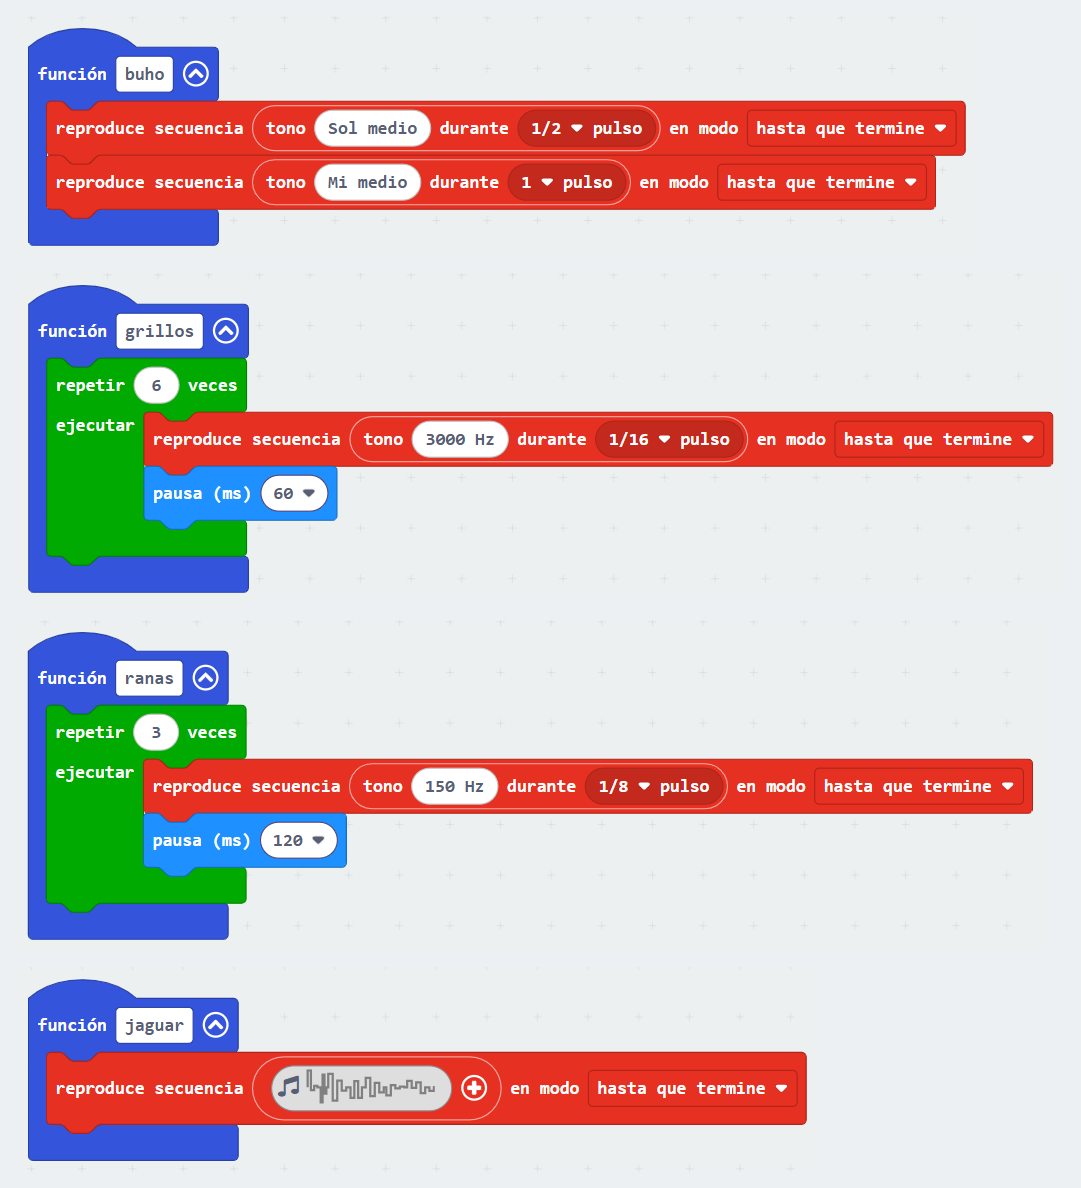 función buho
reproduce secuencia tono Sol medio durante 1/2 pulso en modo hasta que termine
reproduce secuencia tono Mi medio durante 1 pulso en modo hasta que termine
función grillos
repetir 6 veces
ejecutar
reproduce secuencia tono 3000 Hz durante 1/16 pulso en modo hasta que termine
pausa (ms) 60
función ranas
repetir 3 veces
ejecutar
reproduce secuencia tono 150 Hz durante 1/8 pulso en modo hasta que termine
pausa (ms) 120
función jaguar
reproduce secuencia en modo hasta que termine